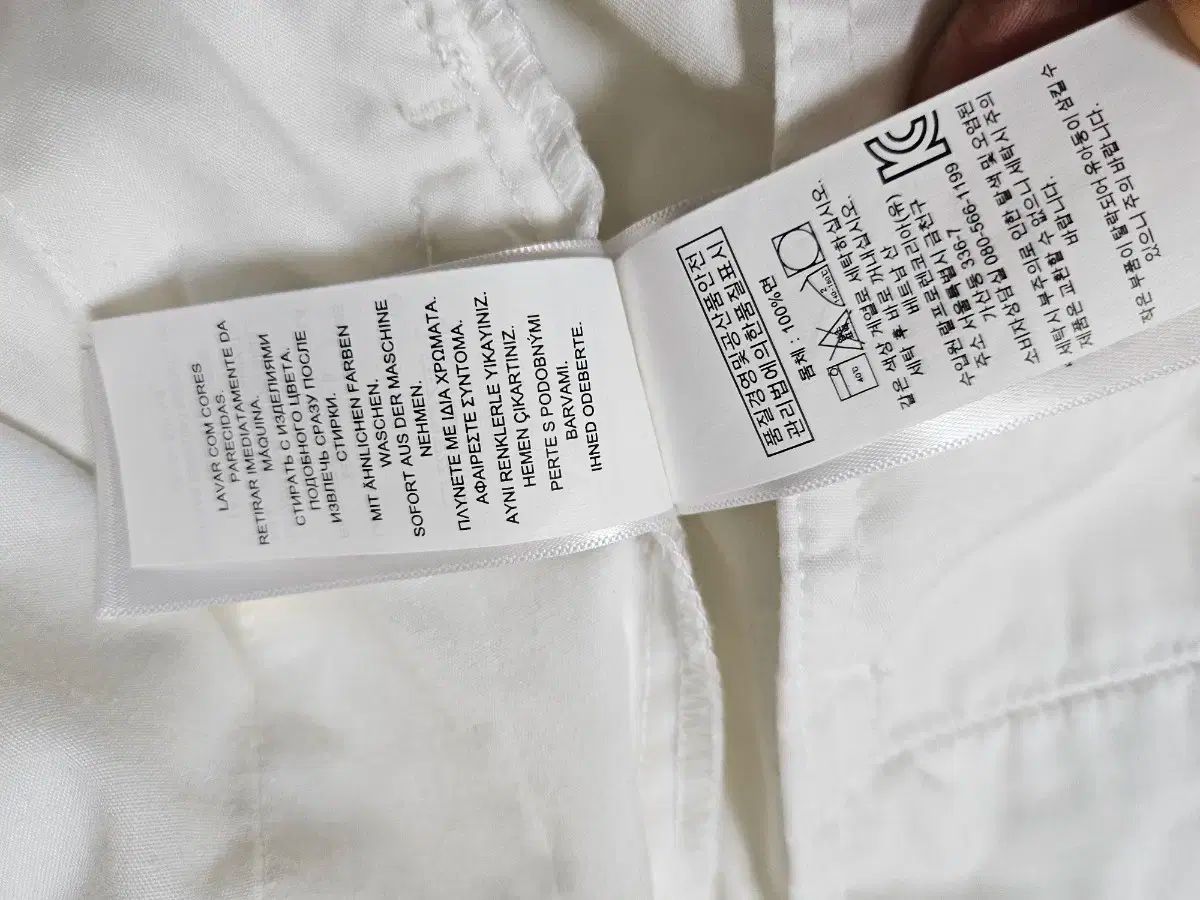 LAVAR COM CORES
PARECIDAS.
RETIRAR IMEDIATAMENTE DA
MÁQUINA.
СТИРАТЬ С ИЗДЕЛИЯМИ
ПОДОБНОГО ЦВЕТА.
ИЗВЛЕЧЬ СРАЗУ ПОСЛЕ
СТИРКИ.
MIT ÄHNLICHEN FARBEN
WASCHEN.
SOFORT AUS DER MASCHINE
NEHMEN.
ΠΛΥΝΕΤΕ ΜΕ ΙΔΙΑ ΧΡΩΜΑΤΑ.
ΑΦΑΙΡΕΣΤΕ ΣΥΝΤΟΜΑ.
AYNI RENKLERLE YIKAYINIZ.
HEMEN ÇIKARTINIZ.
PERTE S PODOBNÝMI
BARVAMI.
IHNED ODEBERTE.
품질경영및공산품안전
관리법에의한품질표시
몸체 : 100%면
같은 색상 계열로 세탁하십시오.
세탁 후 바로 꺼내십시오.
베트남 산
수입원 랄프로렌코리아(유)
주소 서울특별시 금천구
가산동 336-7
소비자상담실 080-566-1199
세탁시 부주의로 인한 탈색 및 오염된
제품은 교환할 수 없으니 세탁시 주의
바랍니다.
작은 부품이 탈락되어 유아동이 삼킬 수
있으니 주의 바랍니다.